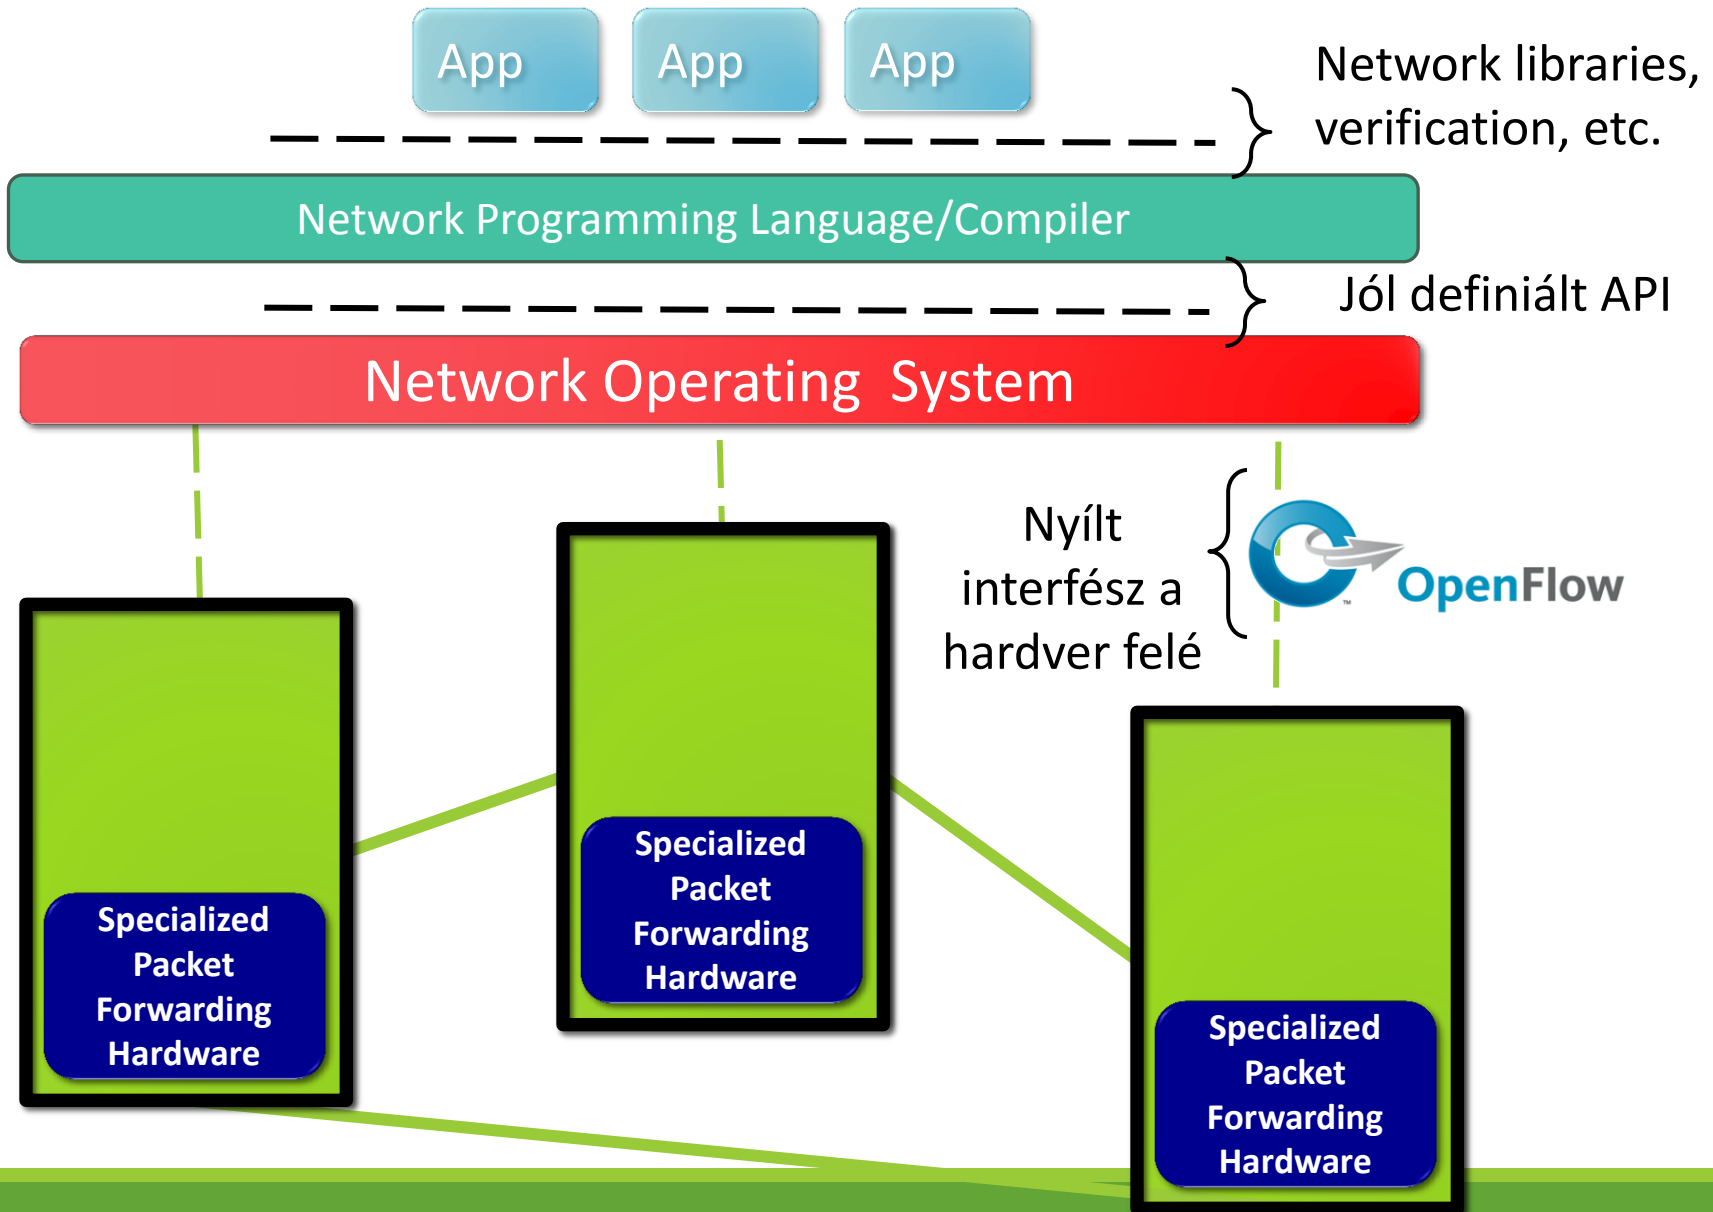 App
App
App
Network libraries,
verification, etc.
Network Programming Language/Compiler
Jól definiált API
Network Operating System
Nyílt
interfész a
hardver felé
OpenFlow
™
Specialized
Packet
Forwarding
Hardware
Specialized
Packet
Forwarding
Hardware
Specialized
Packet
Forwarding
Hardware